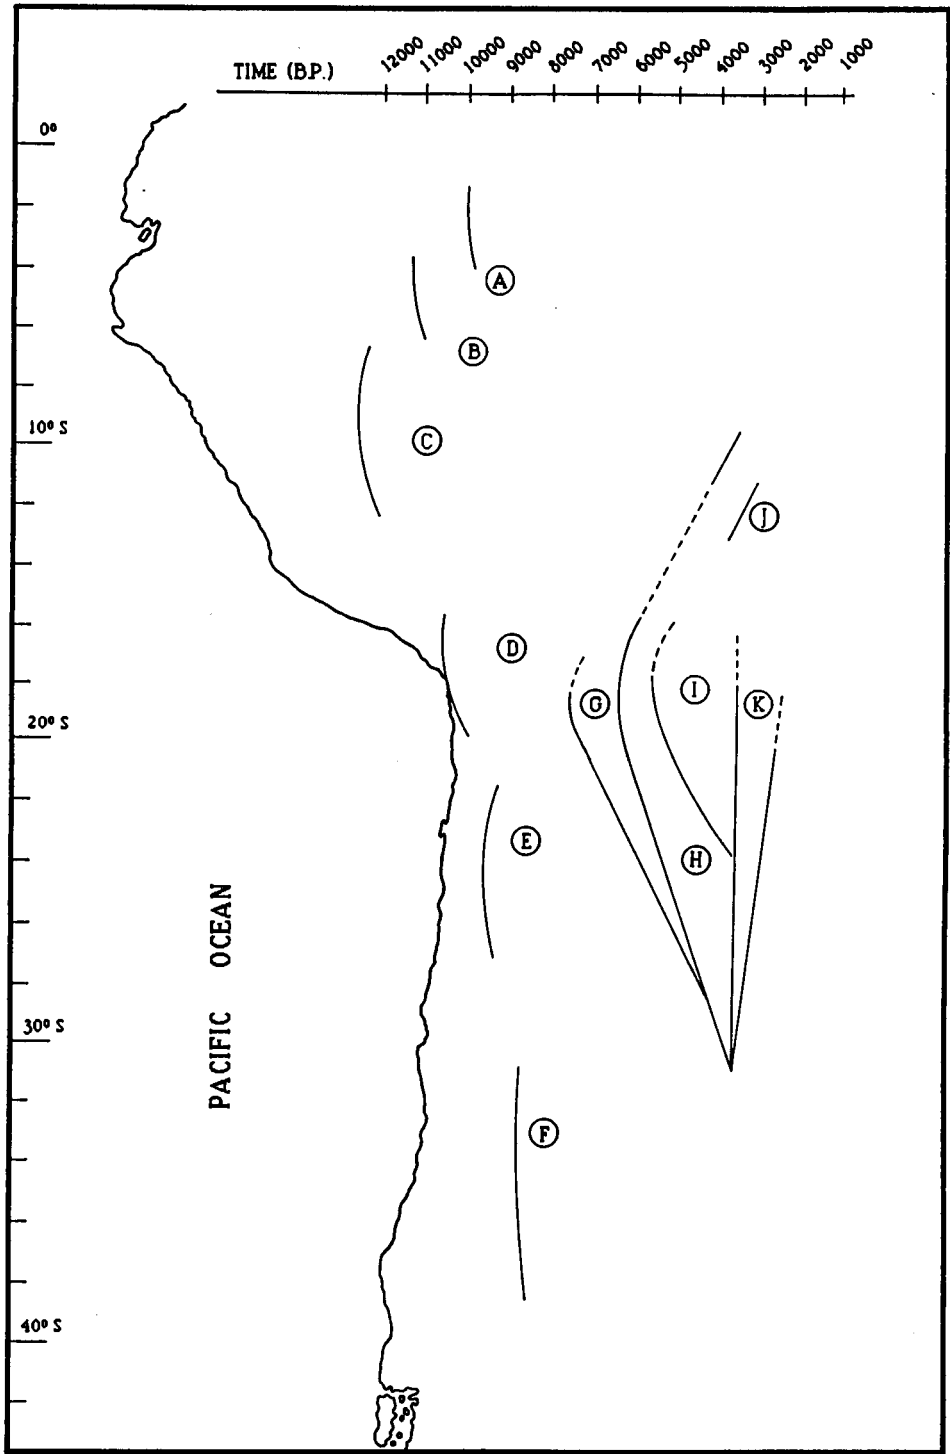 TIME (B.P.)
12000
11000
10000
9000
8000
7000
6000
5000
4000
3000
2000
1000
0°
A
B
10° S
C
J
D
I
G
K
20° S
E
H
PACIFIC OCEAN
30° S
F
40° S